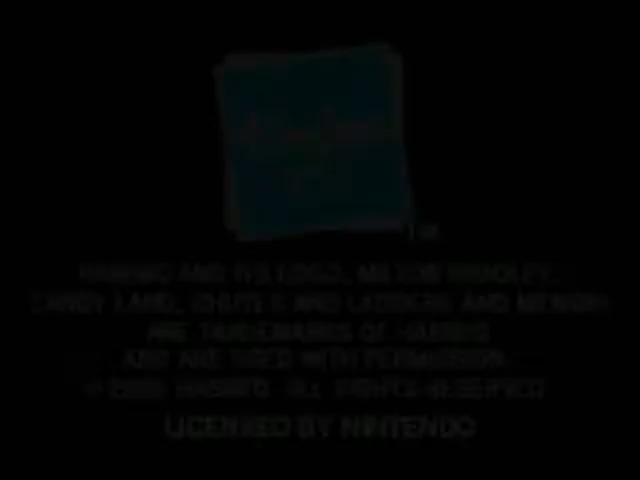 HASBRO AND ITS LOGO, MILTON BRADLEY,
CANDY LAND, CHUTES AND LADDERS AND MEMORY
ARE TRADEMARKS OF HASBRO
AND ARE USED WITH PERMISSION.
HASBRO. ALL RIGHTS RESERVED.
LICENSED BY NINTENDO